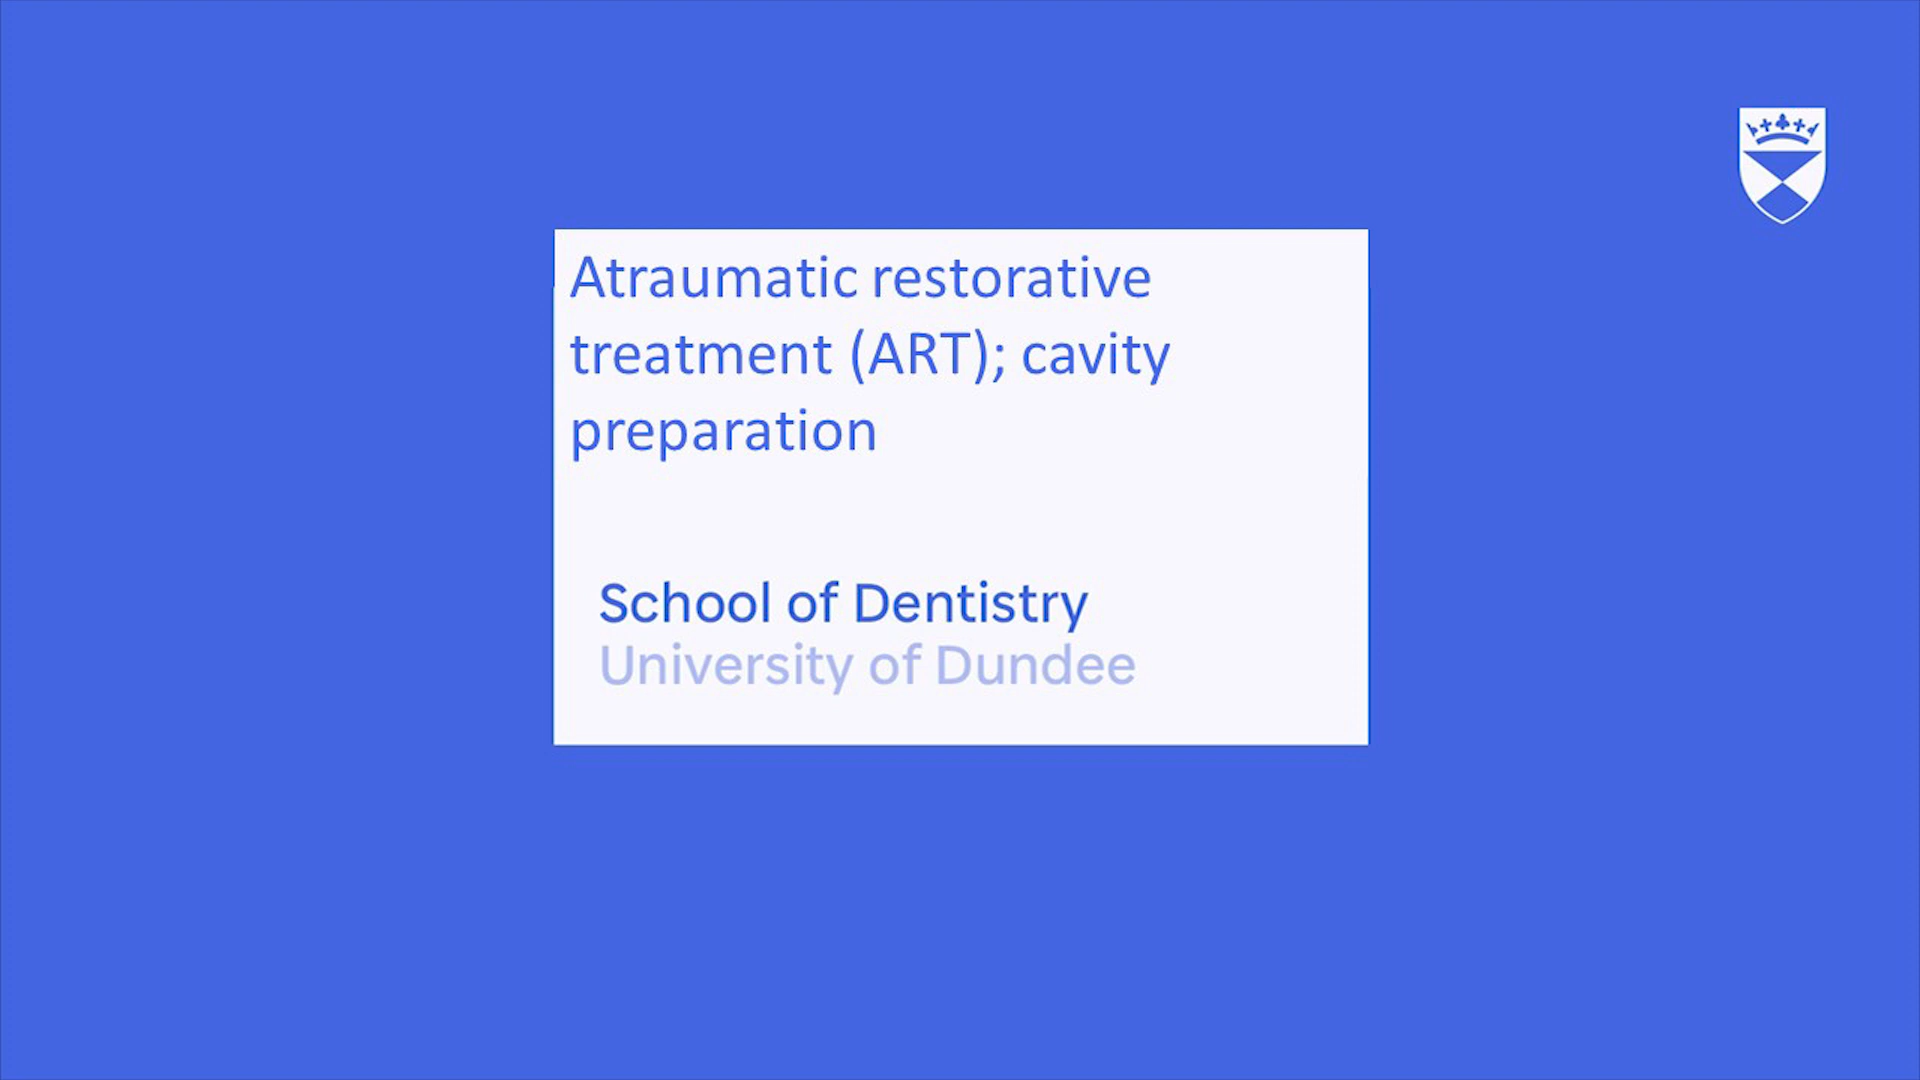 Atraumatic restorative
treatment (ART); cavity
preparation
School of Dentistry
University of Dundee